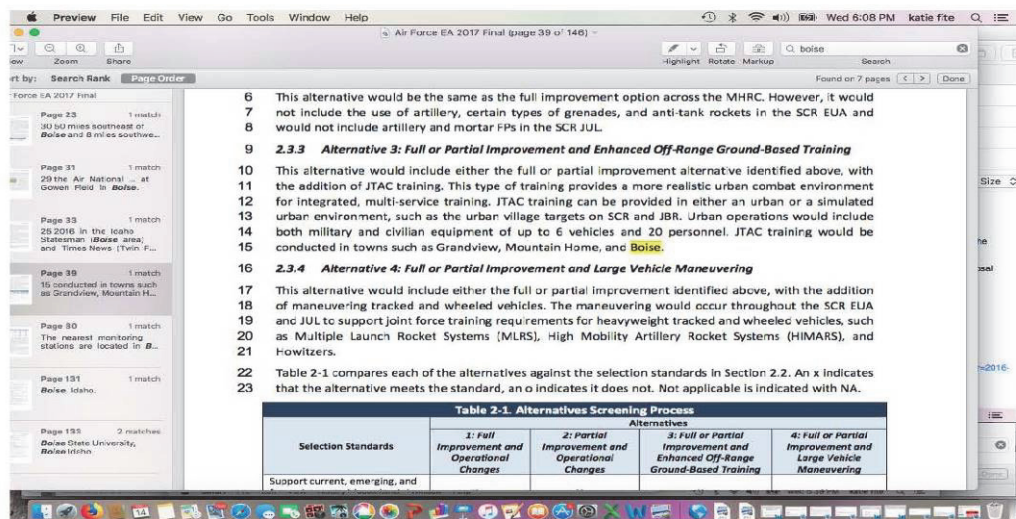 Preview File Edit View Go Tools Window Help Wed 6:08 PM katie fite
Air Force EA 2017 Final (page 39 of 146)
Zoom Share Highlight Rotate Markup Search
boise
Search Rank Page Order Found on 7 pages Done
Force EA 2017 Final
Page 23 1 match
30 50 miles southeast of
Boise and 8 miles southwe...
Page 31 1 match
29 the Air National ... at
Gowen Field in Boise.
Page 33 1 match
25 2016 in the Idaho
Statesman (Boise area)
and Times News (Twin F...
Page 39 1 match
15 conducted in towns such
as Grandview, Mountain H...
1 match
The nearest monitoring
stations are located in B...
Page 131 1 match
Boise, Idaho.
2 matches
Boise State University,
Boise Idaho
6 This alternative would be the same as the full improvement option across the MHRC. However, it would
7 not include the use of artillery, certain types of grenades, and anti-tank rockets in the SCR EUA and
8 would not include artillery and mortar FPs in the SCR JUL.
9 2.3.3 Alternative 3: Full or Partial Improvement and Enhanced Off-Range Ground-Based Training
10 This alternative would include either the full or partial improvement alternative identified above, with
11 the addition of JTAC training. This type of training provides a more realistic urban combat environment
12 for integrated, multi-service training. JTAC training can be provided in either an urban or a simulated
13 urban environment, such as the urban village targets on SCR and JBR. Urban operations would include
14 both military and civilian equipment of up to 6 vehicles and 20 personnel. JTAC training would be
15 conducted in towns such as Grandview, Mountain Home, and Boise.
16 2.3.4 Alternative 4: Full or Partial Improvement and Large Vehicle Maneuvering
17 This alternative would include either the full or partial improvement identified above, with the addition
18 of maneuvering tracked and wheeled vehicles. The maneuvering would occur throughout the SCR EUA
19 and JUL to support joint force training requirements for heavyweight tracked and wheeled vehicles, such
20 as Multiple Launch Rocket Systems (MLRS), High Mobility Artillery Rocket Systems (HIMARS), and
21 Howitzers.
22 Table 2-1 compares each of the alternatives against the selection standards in Section 2.2. An x indicates
23 that the alternative meets the standard, an o indicates it does not. Not applicable is indicated with NA.
Table 2-1. Alternatives Screening Process
Alternatives
Selection Standards
1: Full Improvement and Operational Changes
2: Partial Improvement and Operational Changes
3: Full or Partial Improvement and Enhanced Off-Range Ground-Based Training
4: Full or Partial Improvement and Large Vehicle Maneuvering
Support current, emerging, and
Size
=2016-